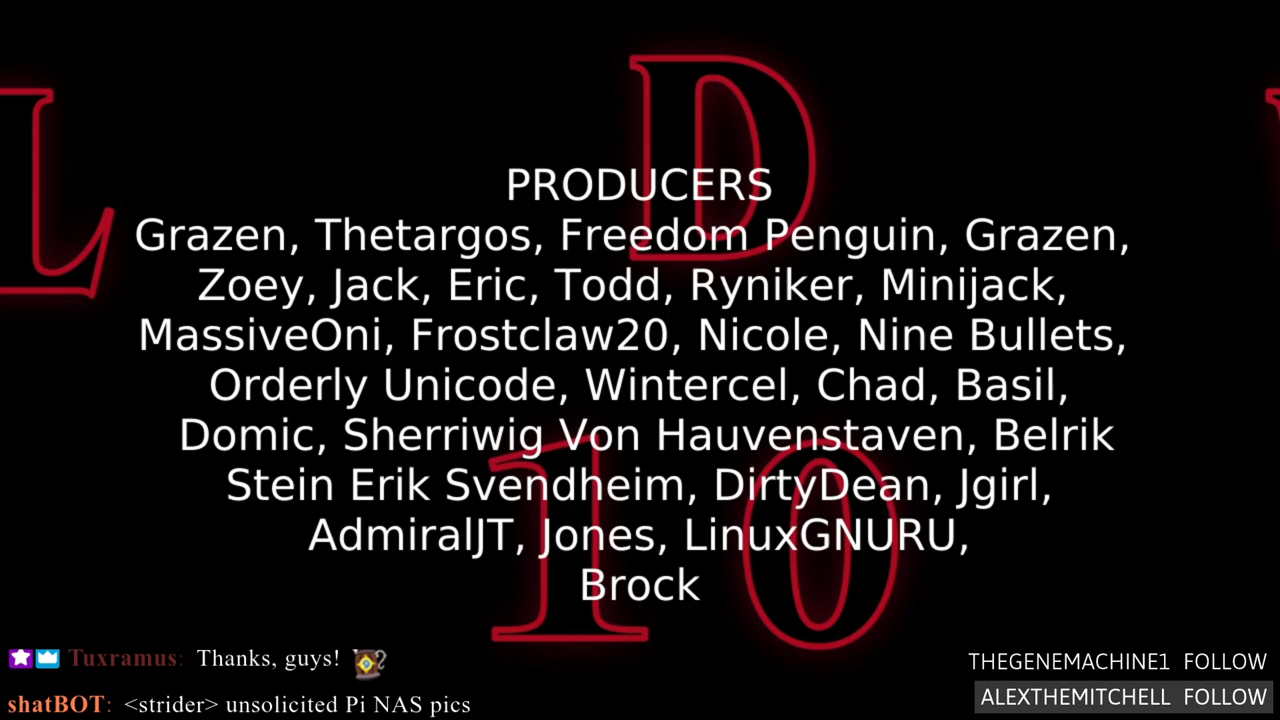 L D
PRODUCERS
Grazen, Thetargos, Freedom Penguin, Grazen,
Zoey, Jack, Eric, Todd, Ryniker, Minijack,
MassiveOni, Frostclaw20, Nicole, Nine Bullets,
Orderly Unicode, Wintercel, Chad, Basil,
Domic, Sherriwig Von Hauvenstaven, Belrik
Stein Erik Svendheim, DirtyDean, Jgirl,
AdmiralJT, Jones, LinuxGNURU,
Brock
10
Tuxramus: Thanks, guys!
shatBOT: <strider> unsolicited Pi NAS pics
THEGENEMACHINE1 FOLLOW
ALEXTHEMITCHELL FOLLOW